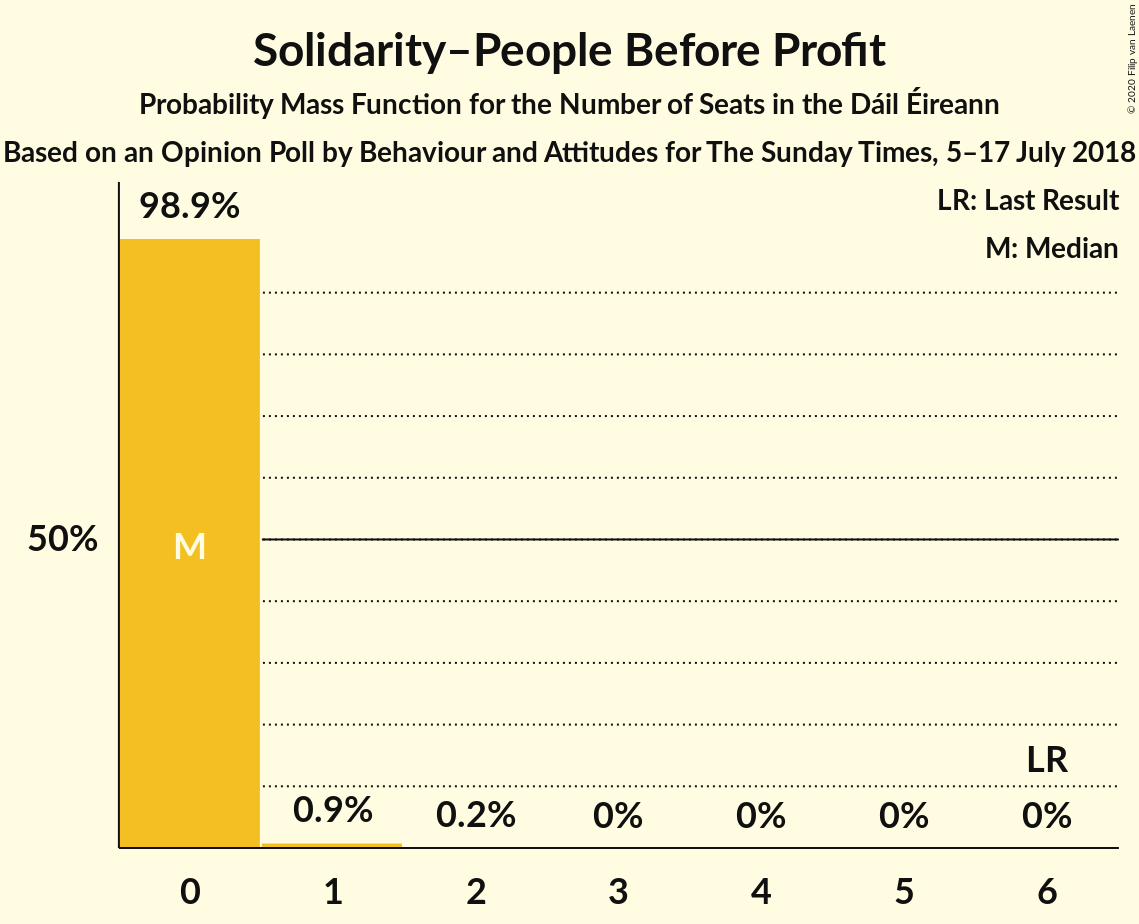 Solidarity–People Before Profit
Probability Mass Function for the Number of Seats in the Dáil Éireann
Based on an Opinion Poll by Behaviour and Attitudes for The Sunday Times, 5–17 July 2018
© 2020 Filip van Laenen
98.9%
LR: Last Result
M: Median
50%
M
LR
0.9%
0.2%
0%
0%
0%
0%
0
1
2
3
4
5
6